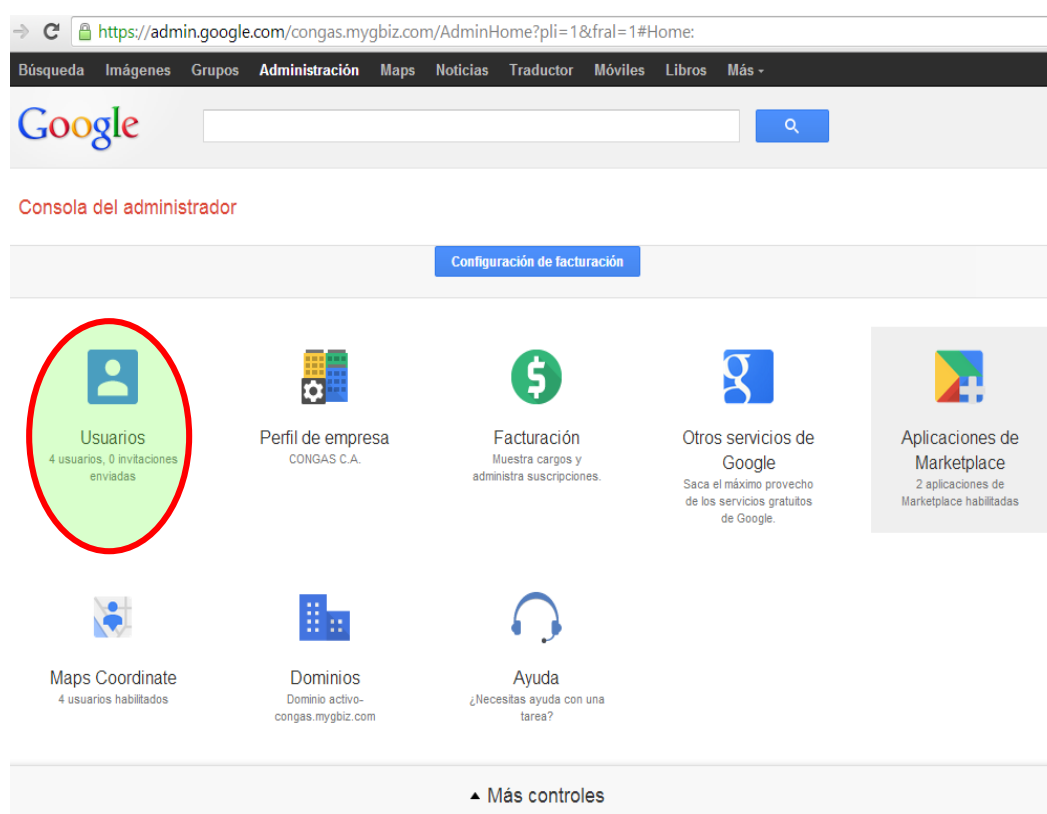 https://admin.google.com/congas.mygbiz.com/AdminHome?pli=1&fral=1#Home:
Búsqueda Imágenes Grupos Administración Maps Noticias Traductor Móviles Libros Más
Google
Consola del administrador
Configuración de facturación
Usuarios
4 usuarios, 0 invitaciones
enviadas
Perfil de empresa
CONGAS C.A.
Facturación
Muestra cargos y
administra suscripciones.
Otros servicios de
Google
Saca el máximo provecho
de los servicios gratuitos
de Google.
Aplicaciones de
Marketplace
2 aplicaciones de
Marketplace habilitadas
Maps Coordinate
4 usuarios habilitados
Dominios
Dominio activo-
congas.mygbiz.com
Ayuda
¿Necesitas ayuda con una
tarea?
Más controles